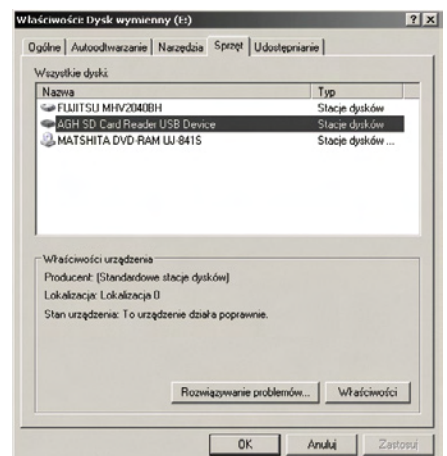 Właściwości: Dysk wymienny (E:)
Ogólne Autoodtwarzanie Narzędzia Sprzęt Udostępnianie
Wszystkie dyski:
Nazwa Typ
FUJITSU MHV2040BH Stacje dysków
AGH SD Card Reader USB Device Stacje dysków
MATSHITA DVD-RAM UJ-841S Stacje dysków ...
Właściwości urządzenia
Producent: (Standardowe stacje dysków)
Lokalizacja: Lokalizacja 0
Stan urządzenia: To urządzenie działa poprawnie.
Rozwiązywanie problemów... Właściwości
OK Anuluj Zastosuj